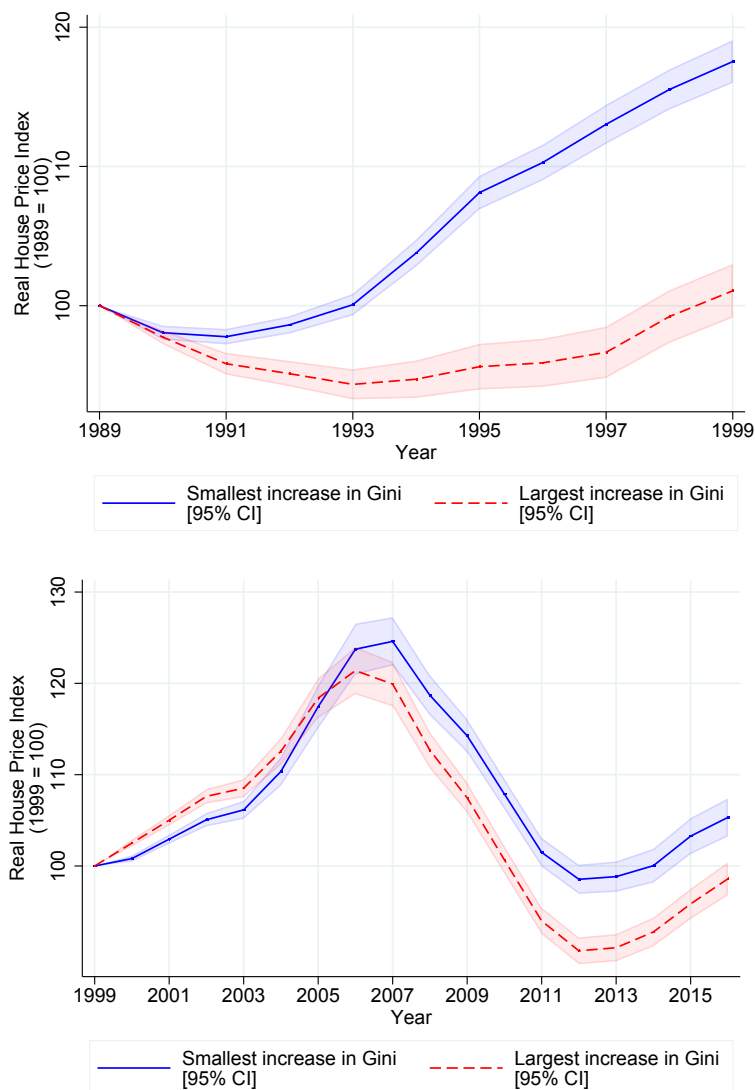 Real House Price Index
(1989 = 100)
120
110
100
1989
1991
1993
1995
1997
1999
Year
Smallest increase in Gini
[95% CI]
Largest increase in Gini
[95% CI]
Real House Price Index
(1999 = 100)
130
120
110
100
1999
2001
2003
2005
2007
2009
2011
2013
2015
Year
Smallest increase in Gini
[95% CI]
Largest increase in Gini
[95% CI]